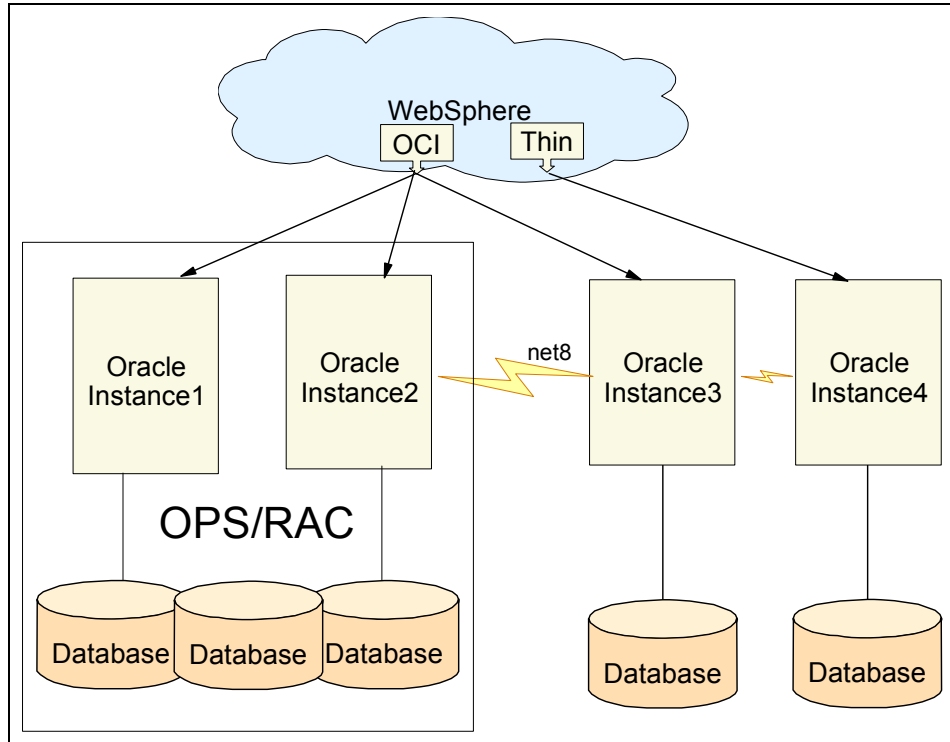 WebSphere
OCI
Thin
Oracle
Instance1
Oracle
Instance2
net8
Oracle
Instance3
Oracle
Instance4
OPS/RAC
Database
Database
Database
Database
Database